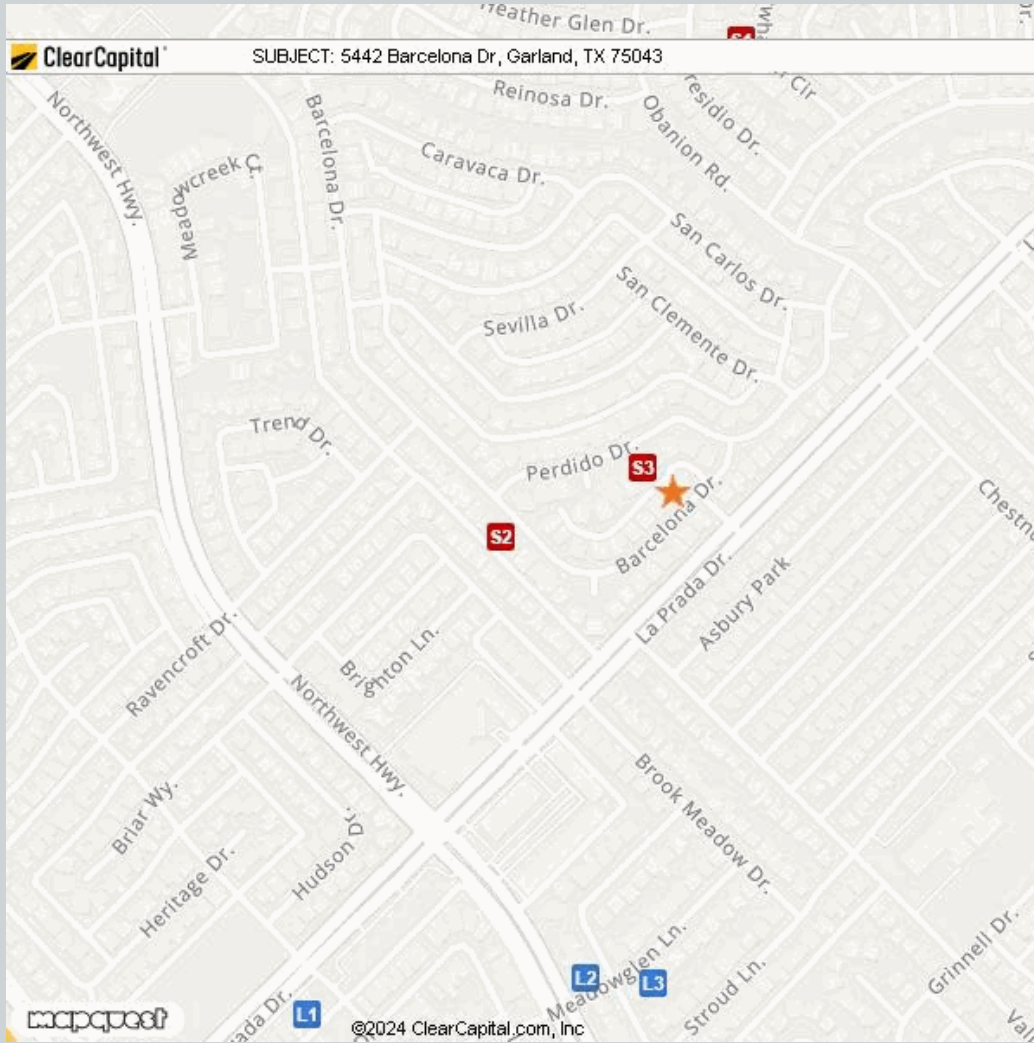 Heather Glen Dr.
S1
ClearCapital
SUBJECT: 5442 Barcelona Dr, Garland, TX 75043
Reinosa Dr.
Cir
Northwest Hwy.
Barcelona Dr.
Obanion Rd.
Caravaca Dr.
Meadowcreek Ct.
San Carlos Dr.
San Clemente Dr.
Sevilla Dr.
Trend Dr.
Perdido Dr.
S3
Barcelona Dr.
S2
La Prada Dr.
Asbury Park
Brighton Ln.
Ravencroft Dr.
Northwest Hwy.
Brook Meadow Dr.
Briar Wy.
Hudson Dr.
Heritage Dr.
Grinnell Dr.
L2
L3
Meadowglen Ln.
Stroud Ln.
L1
mapquest
©2024 ClearCapital.com, Inc